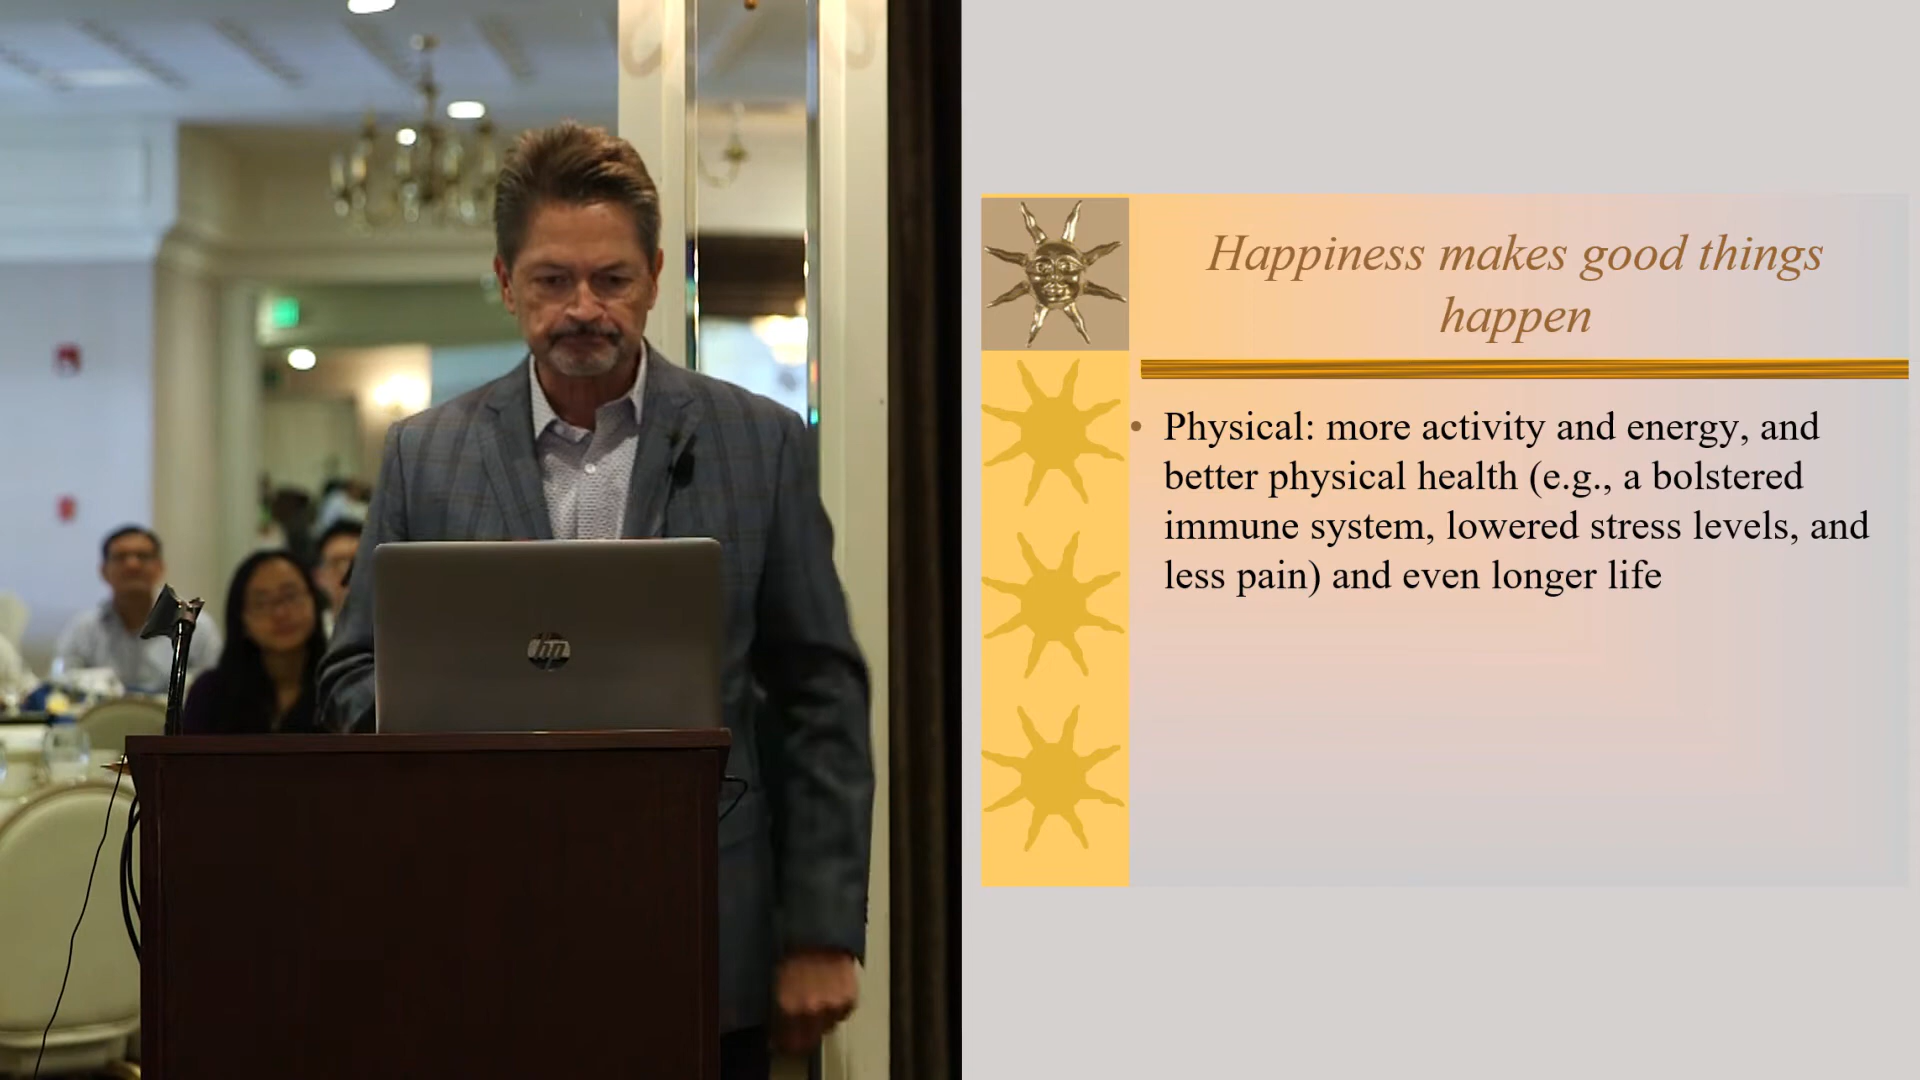 hp
Happiness makes good things
happen
• Physical: more activity and energy, and
better physical health (e.g., a bolstered
immune system, lowered stress levels, and
less pain) and even longer life